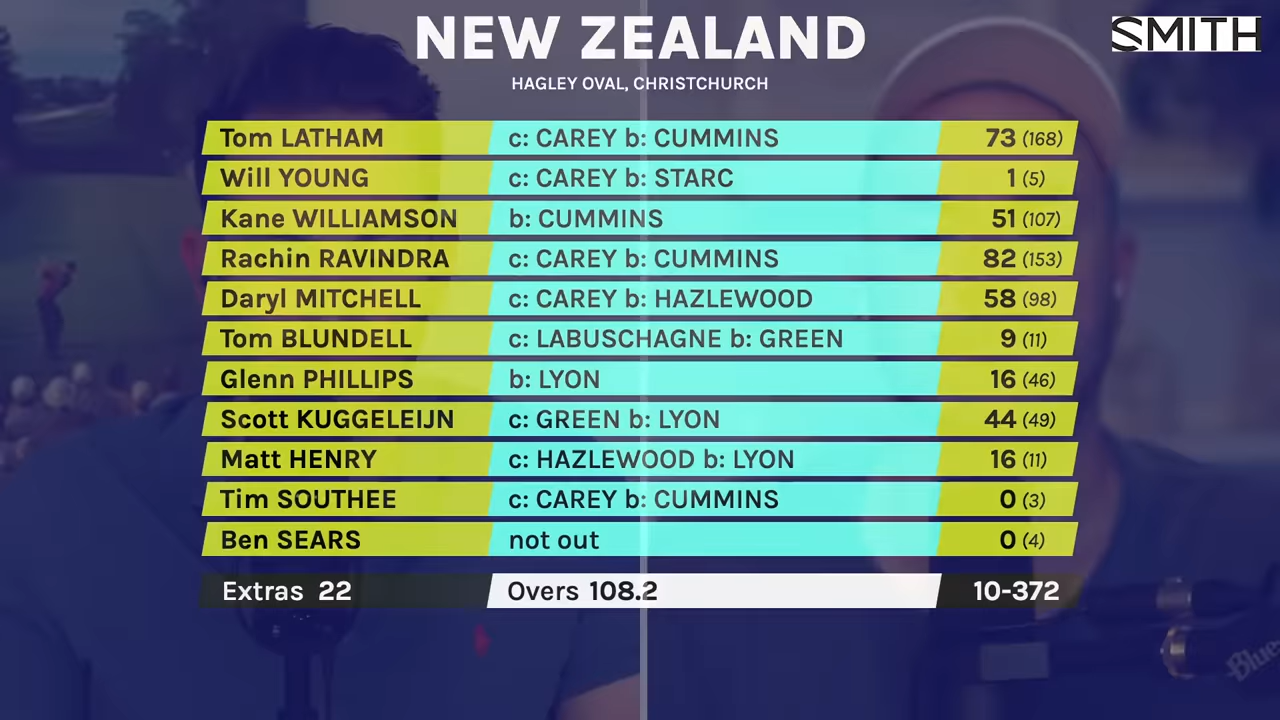 NEW ZEALAND
SMITH
HAGLEY OVAL, CHRISTCHURCH
Tom LATHAM c: CAREY b: CUMMINS 73 (168)
Will YOUNG c: CAREY b: STARC 1 (5)
Kane WILLIAMSON b: CUMMINS 51 (107)
Rachin RAVINDRA c: CAREY b: CUMMINS 82 (153)
Daryl MITCHELL c: CAREY b: HAZLEWOOD 58 (98)
Tom BLUNDELL c: LABUSCHAGNE b: GREEN 9 (11)
Glenn PHILLIPS b: LYON 16 (46)
Scott KUGGELEIJN c: GREEN b: LYON 44 (49)
Matt HENRY c: HAZLEWOOD b: LYON 16 (11)
Tim SOUTHEE c: CAREY b: CUMMINS 0 (3)
Ben SEARS not out 0 (4)
Extras 22 Overs 108.2 10-372
Blue